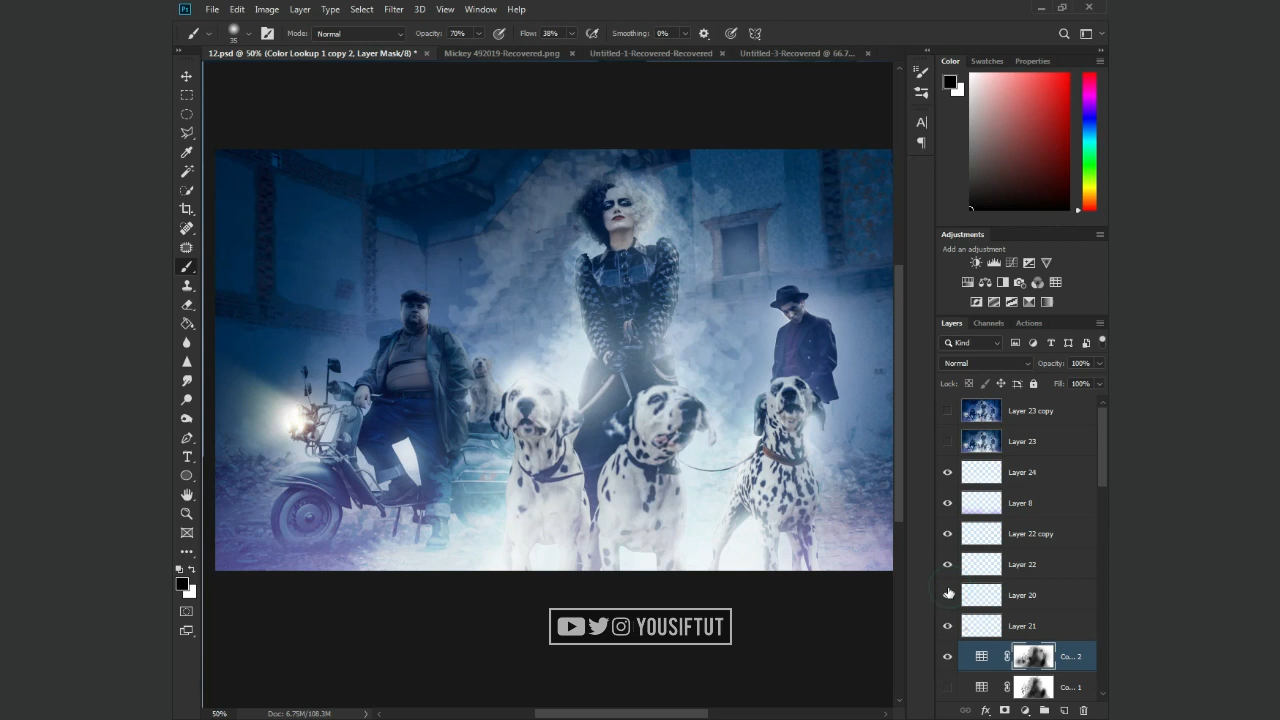 Ps File Edit Image Layer Type Select Filter 3D View Window Help
35 Mode: Normal Opacity: 70% Flow: 38% Smoothing: 0%
12.psd @ 50% (Color Lookup 1 copy 2, Layer Mask/8) * Mickey 492019-Recovered.png Untitled-1-Recovered-Recovered Untitled-3-Recovered @ 66.7...
Color Swatches Properties
Adjustments
Add an adjustment
Layers Channels Actions
Kind
Normal Opacity: 100%
Lock: Fill: 100%
Layer 23 copy
Layer 23
Layer 24
Layer 8
Layer 22 copy
Layer 22
Layer 20
Layer 21
Co... 2
Co... 1
YOUSIFTUT
50% Doc: 6.75M/108.3M